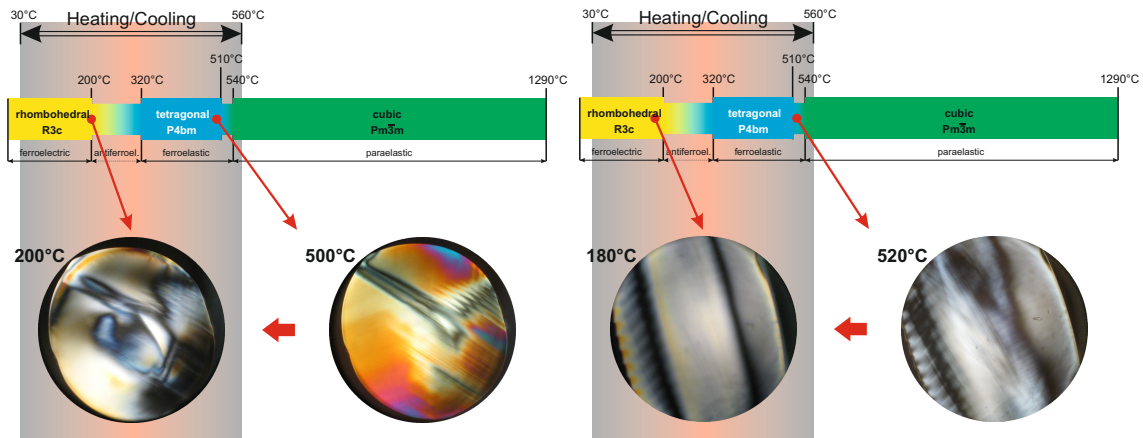 Heating/Cooling
30°C
560°C
510°C
200°C
320°C
540°C
1290°C
rhombohedral
R3c
tetragonal
P4bm
cubic
Pm3̅m
ferroelectric
antiferroel.
ferroelastic
paraelastic
200°C
500°C
Heating/Cooling
30°C
560°C
510°C
200°C
320°C
540°C
1290°C
rhombohedral
R3c
tetragonal
P4bm
cubic
Pm3̅m
ferroelectric
antiferroel.
ferroelastic
paraelastic
180°C
520°C